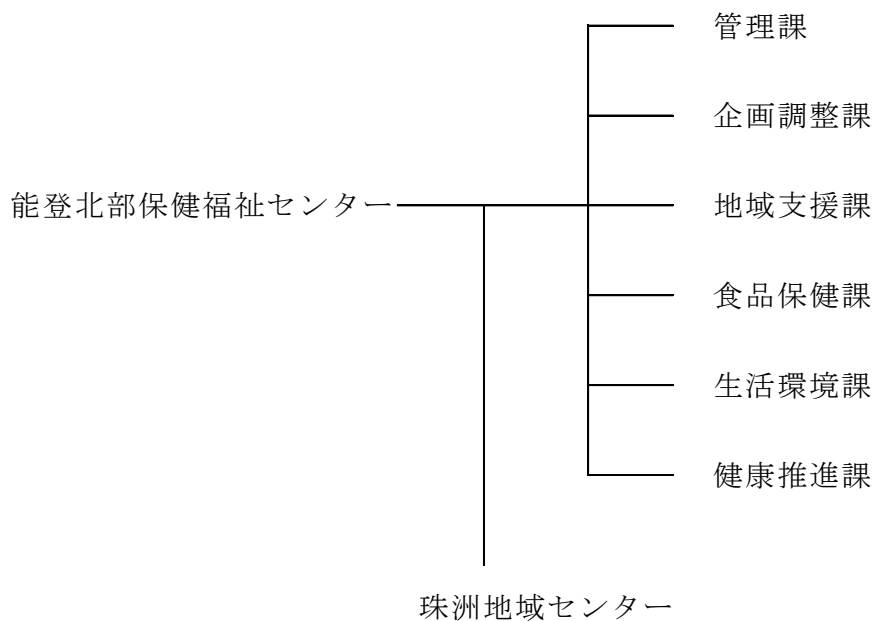 管理課
企画調整課
能登北部保健福祉センター
地域支援課
食品保健課
生活環境課
健康推進課
珠洲地域センター